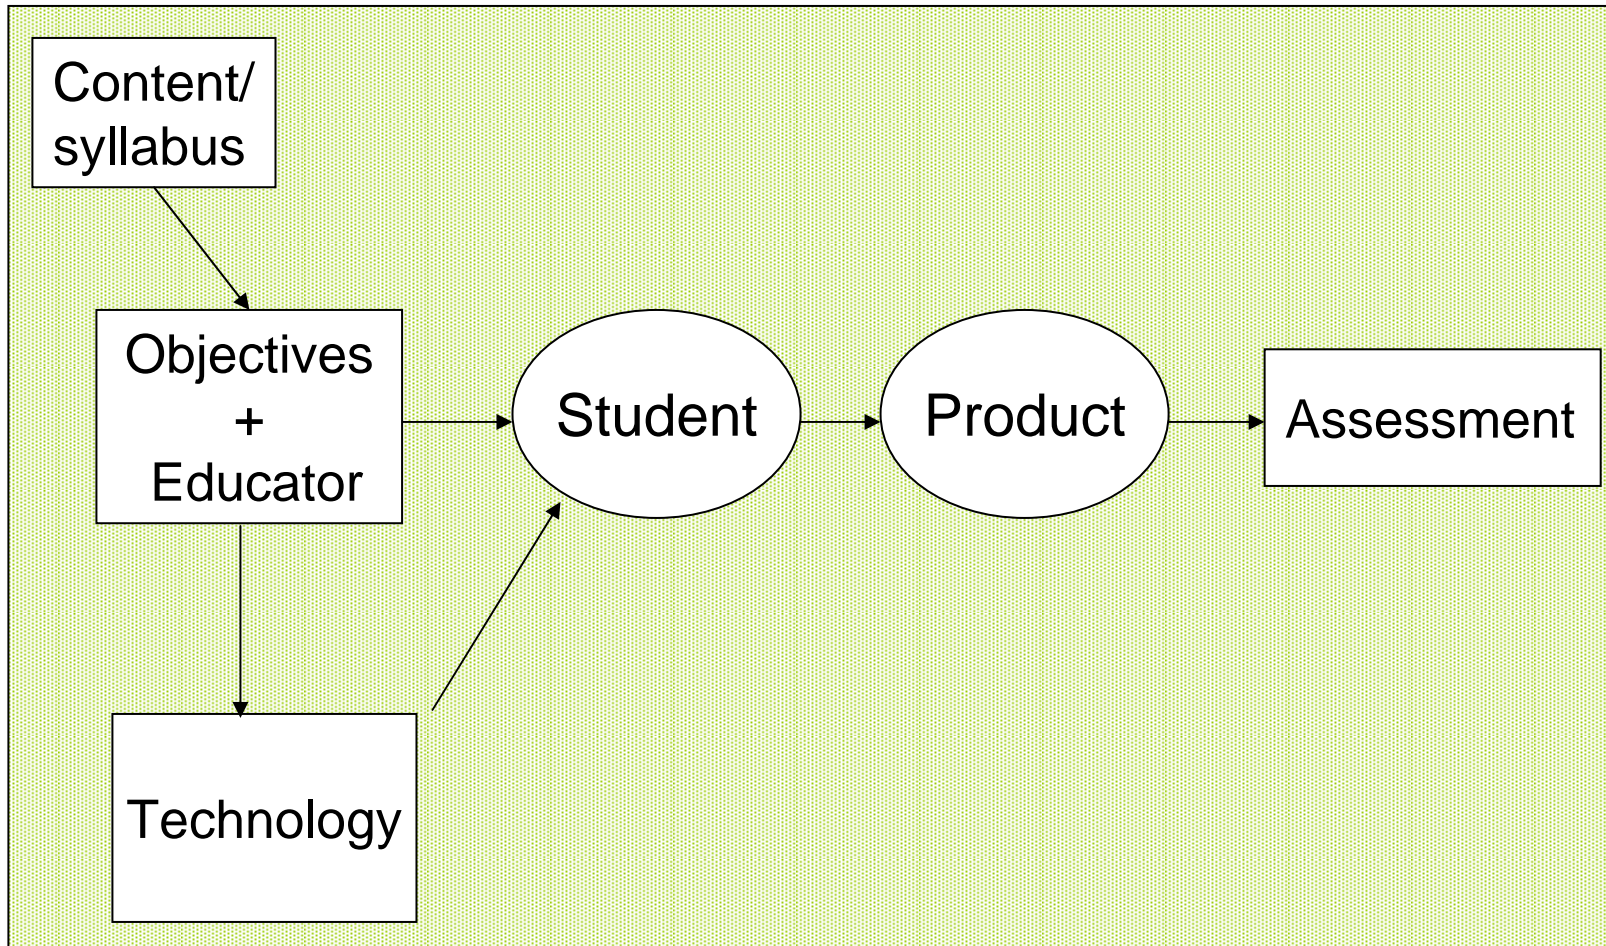 Content/
syllabus
Objectives
+
Educator
Student
Product
Assessment
Technology